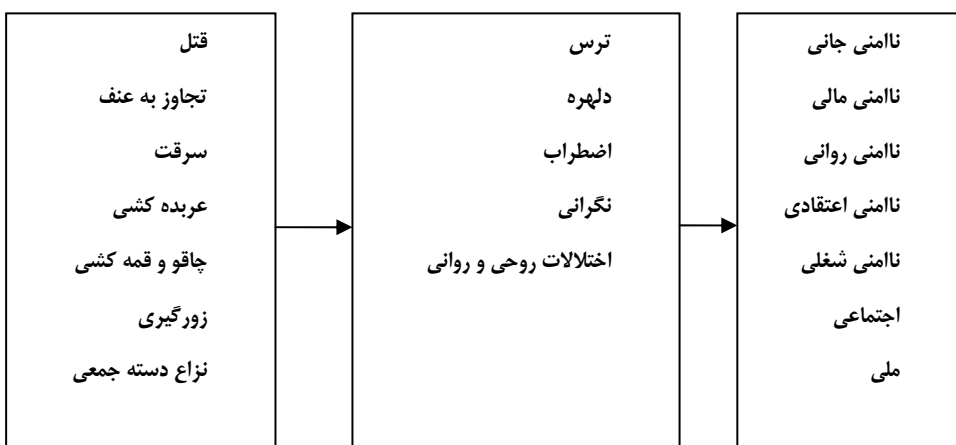 قتل
تجاوز به عنف
سرقت
عربده کشی
چاقو و قمه کشی
زورگیری
نزاع دسته جمعی
ترس
دلهره
اضطراب
نگرانی
اختلالات روحی و روانی
ناامنی جانی
ناامنی مالی
ناامنی روانی
ناامنی اعتقادی
ناامنی شغلی
اجتماعی
ملی